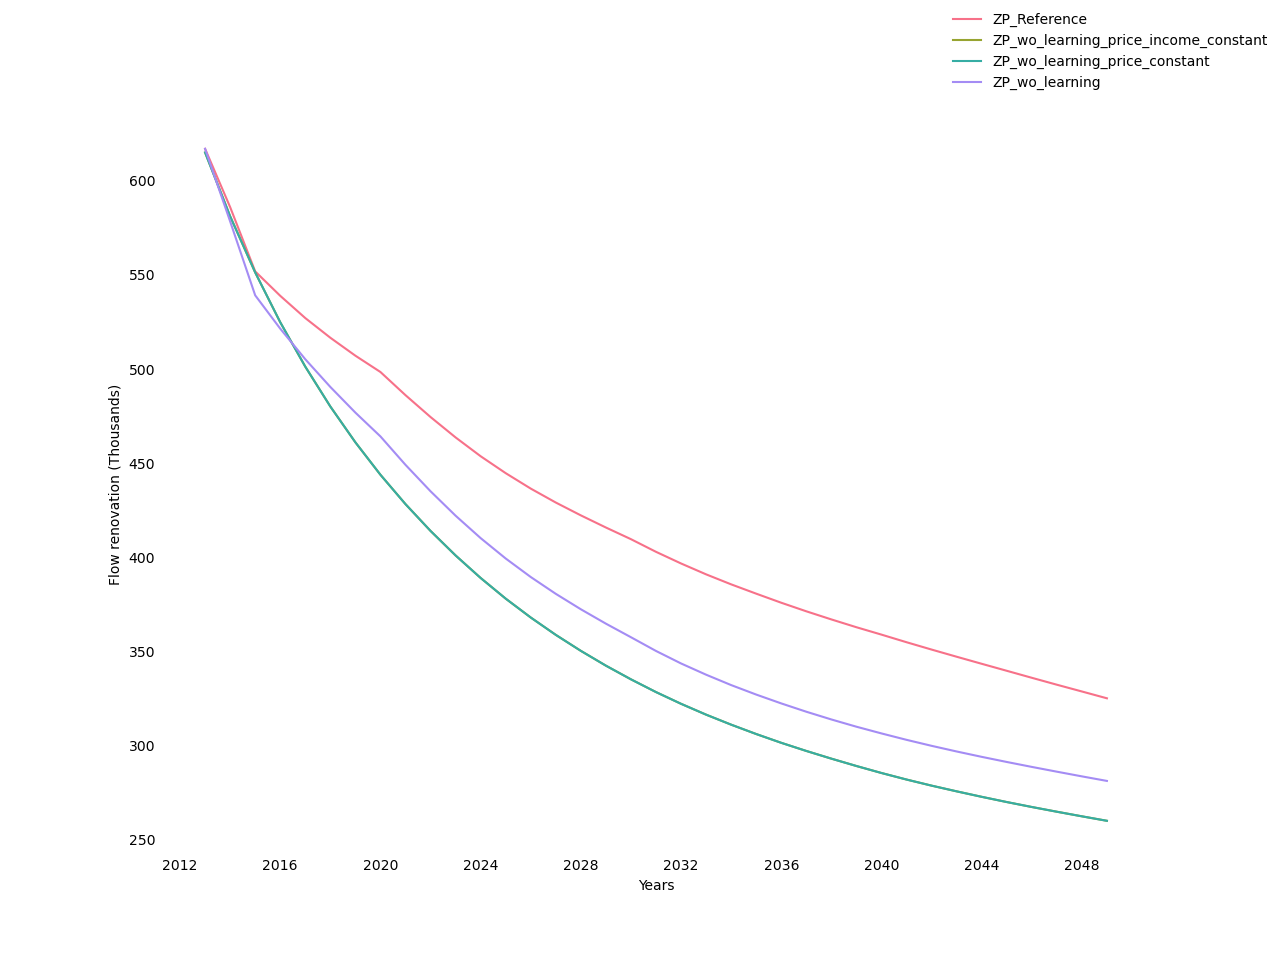 ZP_Reference
ZP_wo_learning_price_income_constant
ZP_wo_learning_price_constant
ZP_wo_learning
600
550
500
450
400
350
300
250
Flow renovation (Thousands)
2012 2016 2020 2024 2028 2032 2036 2040 2044 2048
Years